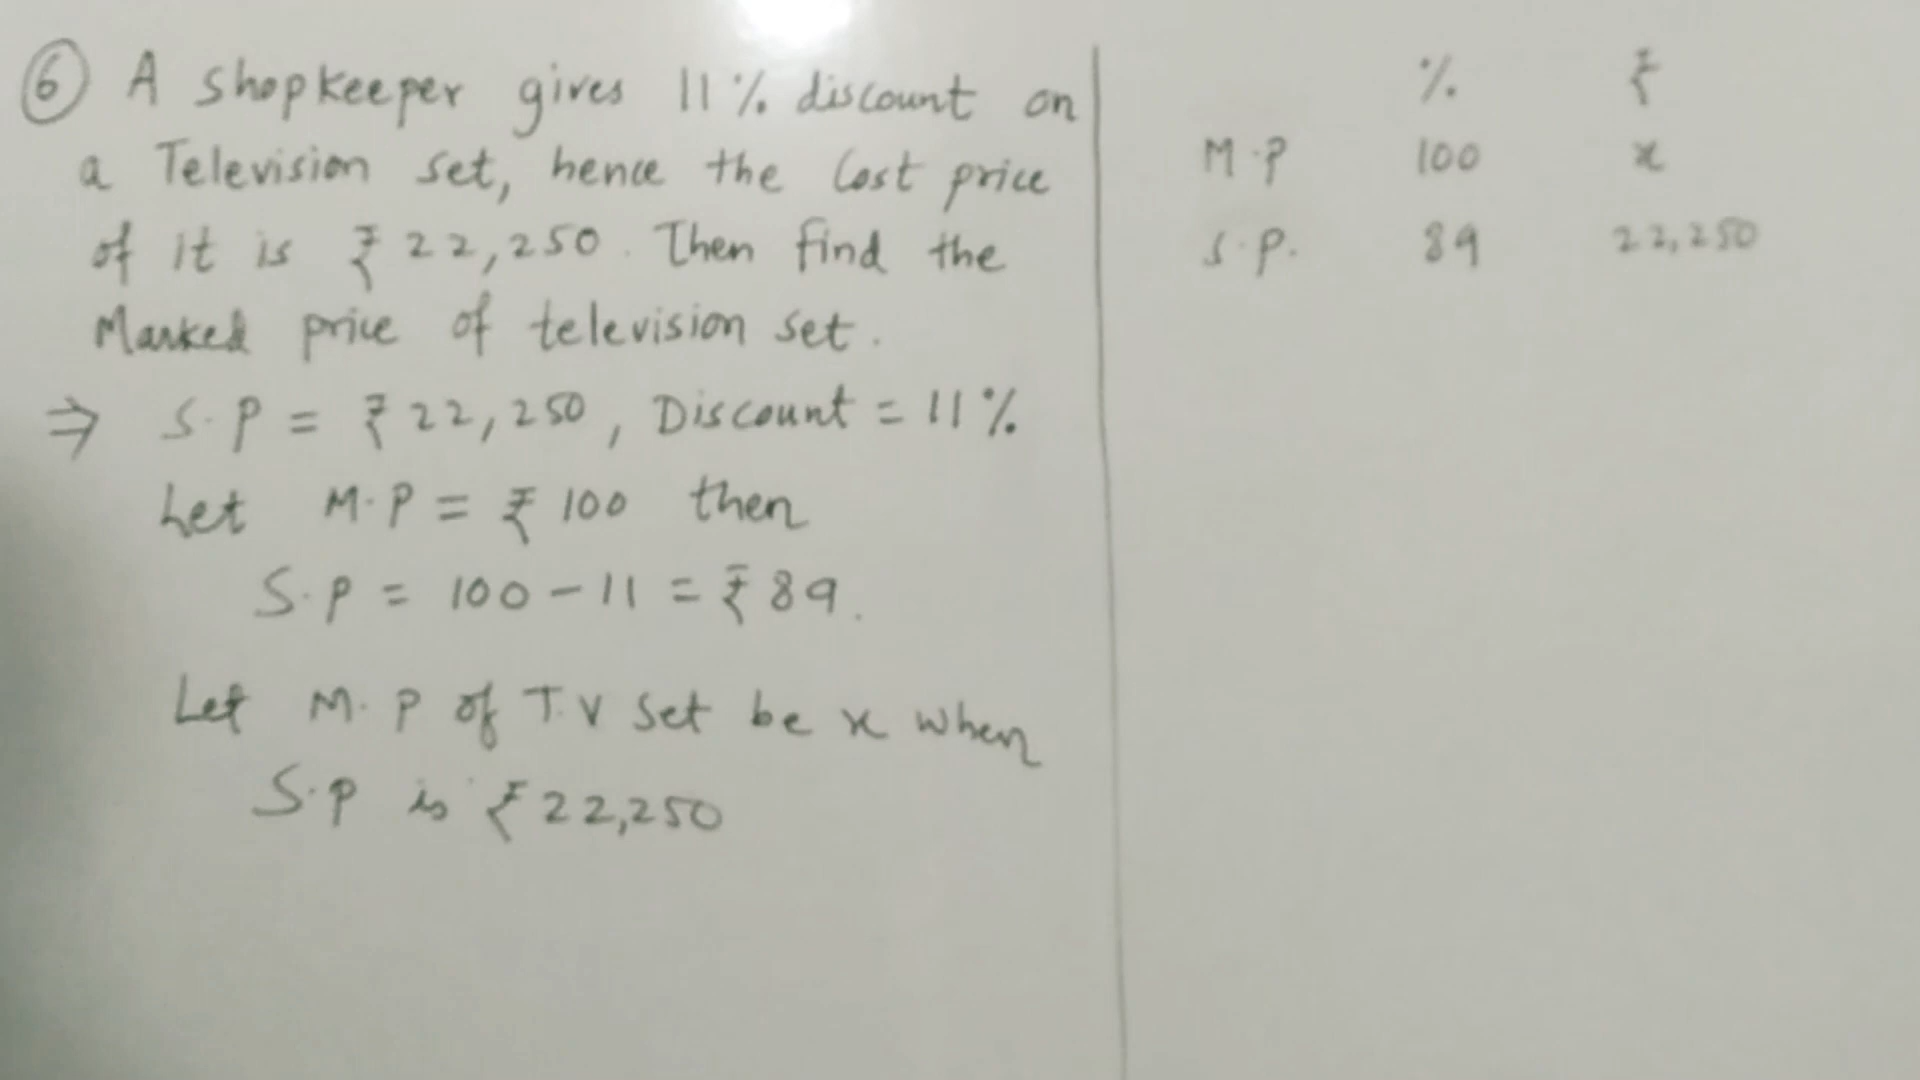 ⑥ A shopkeeper gives 11% discount on
a Television set, hence the Cost price
of it is ₹ 22,250. Then find the
Marked price of television set.
⇒ S.P = ₹ 22,250, Discount = 11%
Let M.P = ₹ 100 then
S.P = 100 - 11 = ₹ 89.
Let M.P of T.V set be x when
S.P is ₹ 22,250
% ₹
M.P 100 x
S.P. 89 22,250